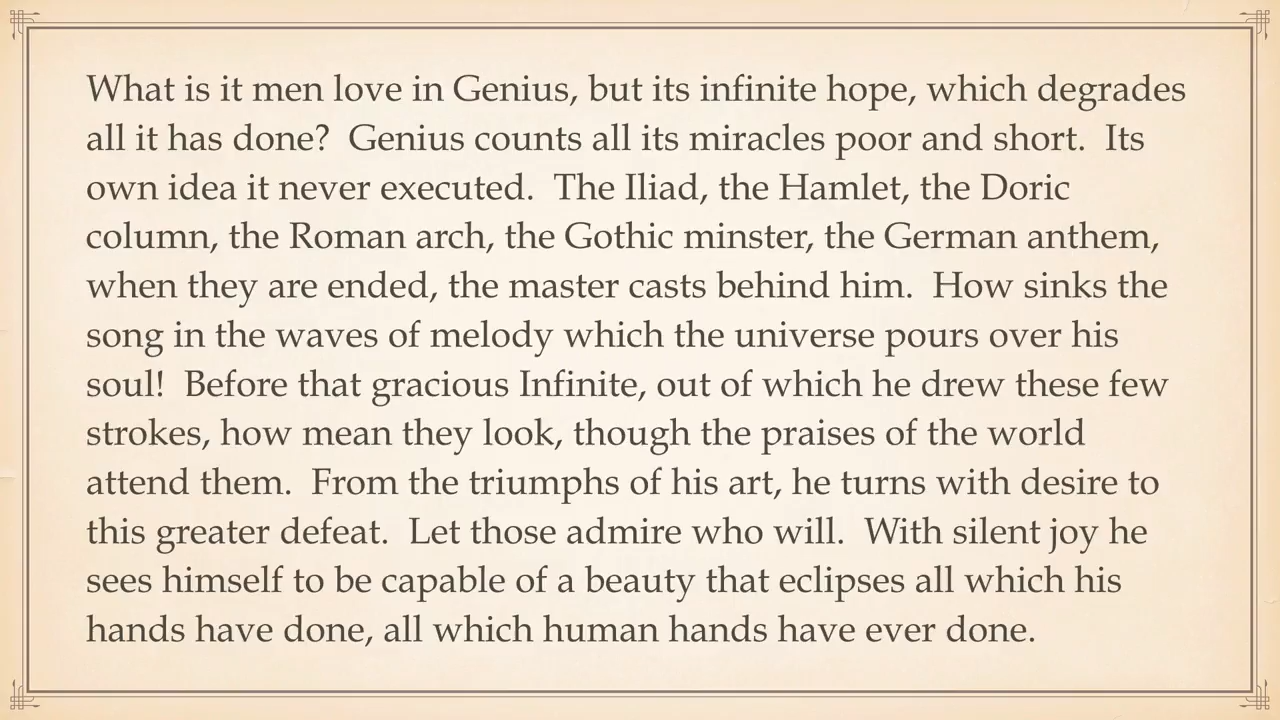 What is it men love in Genius, but its infinite hope, which degrades
all it has done?  Genius counts all its miracles poor and short.  Its
own idea it never executed.  The Iliad, the Hamlet, the Doric
column, the Roman arch, the Gothic minster, the German anthem,
when they are ended, the master casts behind him.  How sinks the
song in the waves of melody which the universe pours over his
soul!  Before that gracious Infinite, out of which he drew these few
strokes, how mean they look, though the praises of the world
attend them.  From the triumphs of his art, he turns with desire to
this greater defeat.  Let those admire who will.  With silent joy he
sees himself to be capable of a beauty that eclipses all which his
hands have done, all which human hands have ever done.